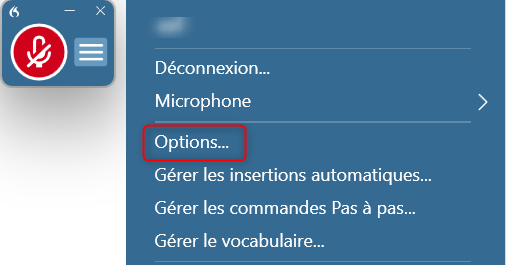 Déconnexion...
Microphone
Options...
Gérer les insertions automatiques...
Gérer les commandes Pas à pas...
Gérer le vocabulaire...